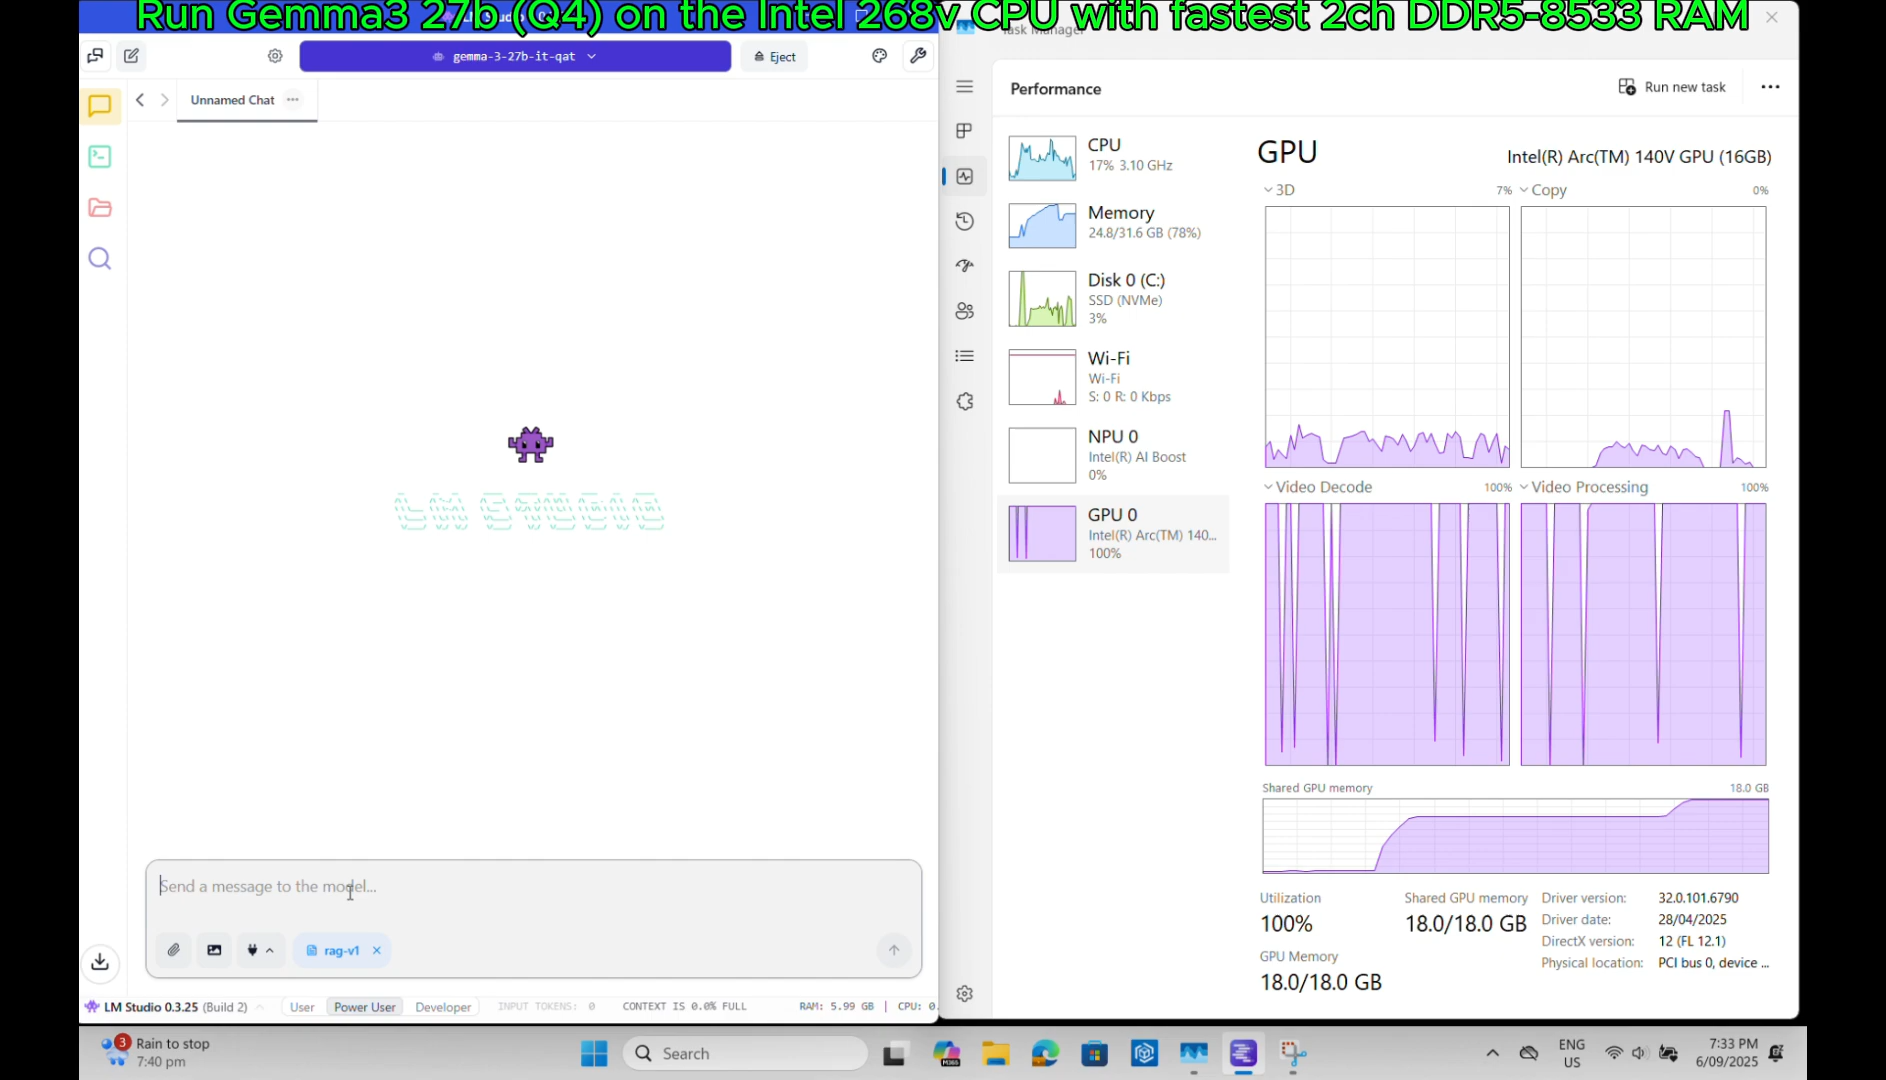 Run Gemma3 27b (Q4) on the Intel 268v CPU with fastest 2ch DDR5-8533 RAM
Task Manager
gemma-3-27b-it-qat
Eject
Unnamed Chat
LM STUDIO
Send a message to the model...
rag-v1
LM Studio 0.3.25 (Build 2)
User
Power User
Developer
INPUT TOKENS: 0
CONTEXT IS 0.0% FULL
RAM: 5.99 GB | CPU: 0.
Performance
Run new task
CPU
17% 3.10 GHz
Memory
24.8/31.6 GB (78%)
Disk 0 (C:)
SSD (NVMe)
3%
Wi-Fi
Wi-Fi
S: 0 R: 0 Kbps
NPU 0
Intel(R) AI Boost
0%
GPU 0
Intel(R) Arc(TM) 140...
100%
GPU
Intel(R) Arc(TM) 140V GPU (16GB)
3D 7%
Copy 0%
Video Decode 100%
Video Processing 100%
Shared GPU memory 18.0 GB
Utilization
100%
Shared GPU memory
18.0/18.0 GB
GPU Memory
18.0/18.0 GB
Driver version: 32.0.101.6790
Driver date: 28/04/2025
DirectX version: 12 (FL 12.1)
Physical location: PCI bus 0, device ...
3
Rain to stop
7:40 pm
Search
M365
ENG
US
7:33 PM
6/09/2025